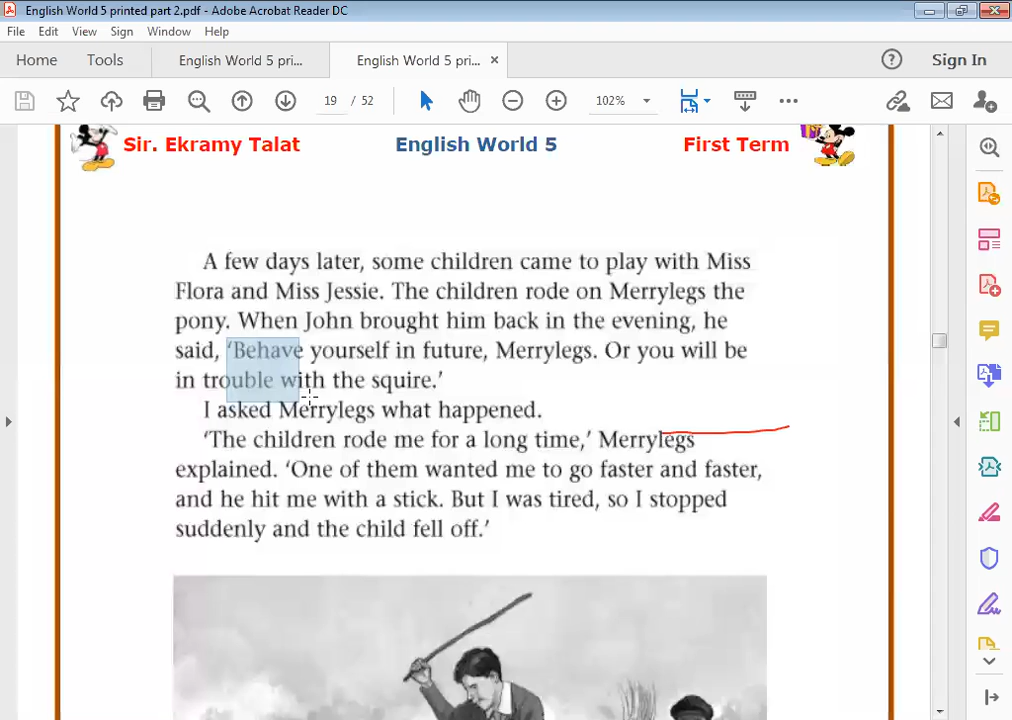 English World 5 printed part 2.pdf - Adobe Acrobat Reader DC
File Edit View Sign Window Help
Home Tools English World 5 pri... English World 5 pri... × Sign In
19 / 52 102%
Sir. Ekramy Talat English World 5 First Term
A few days later, some children came to play with Miss
Flora and Miss Jessie. The children rode on Merrylegs the
pony. When John brought him back in the evening, he
said, ‘Behave yourself in future, Merrylegs. Or you will be
in trouble with the squire.’
I asked Merrylegs what happened.
‘The children rode me for a long time,’ Merrylegs
explained. ‘One of them wanted me to go faster and faster,
and he hit me with a stick. But I was tired, so I stopped
suddenly and the child fell off.’